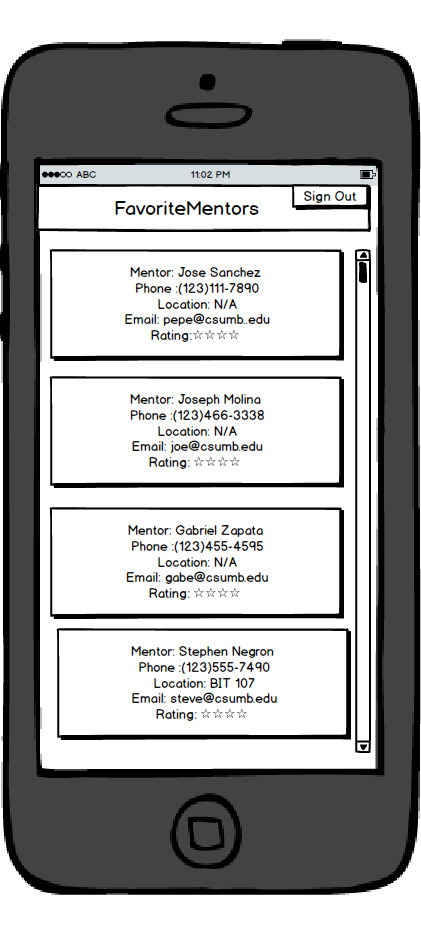 ABC 11:02 PM
Sign Out
FavoriteMentors
Mentor: Jose Sanchez
Phone :(123)111-7890
Location: N/A
Email: pepe@csumb..edu
Rating:☆☆☆☆
Mentor: Joseph Molina
Phone :(123)466-3338
Location: N/A
Email: joe@csumb.edu
Rating: ☆☆☆☆
Mentor: Gabriel Zapata
Phone :(123)455-4595
Location: N/A
Email: gabe@csumb.edu
Rating: ☆☆☆☆
Mentor: Stephen Negron
Phone :(123)555-7490
Location: BIT 107
Email: steve@csumb.edu
Rating: ☆☆☆☆